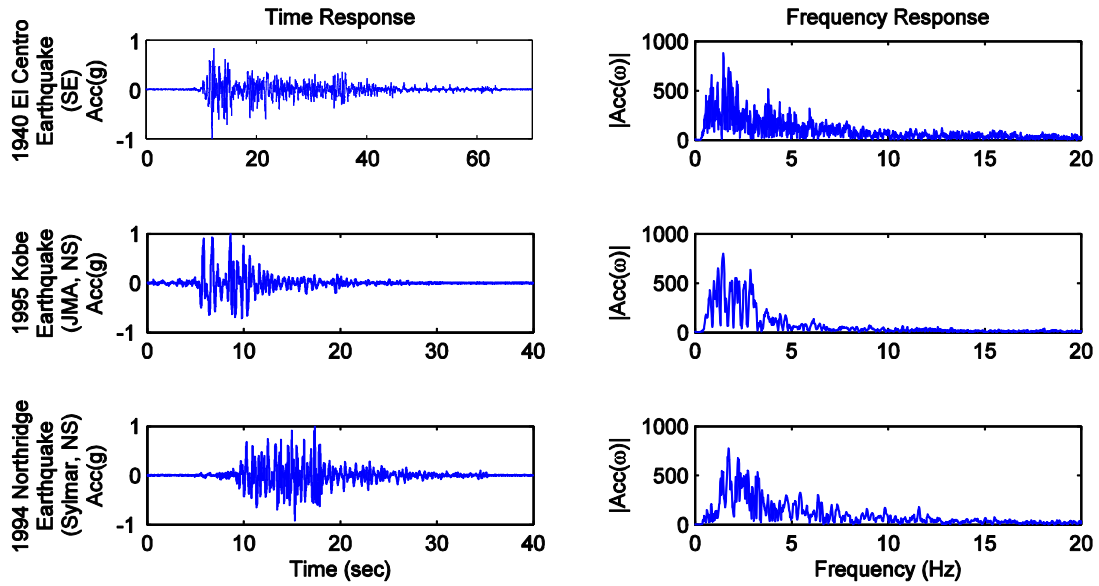 Time Response
Frequency Response
1940 El Centro
Earthquake
(SE)
Acc(g)
1
0
-1
0
20
40
60
|Acc(ω)|
1000
500
0
0
5
10
15
20
1995 Kobe
Earthquake
(JMA, NS)
Acc(g)
1
0
-1
0
10
20
30
40
|Acc(ω)|
1000
500
0
0
5
10
15
20
1994 Northridge
Earthquake
(Sylmar, NS)
Acc(g)
1
0
-1
0
10
20
30
40
Time (sec)
|Acc(ω)|
1000
500
0
0
5
10
15
20
Frequency (Hz)